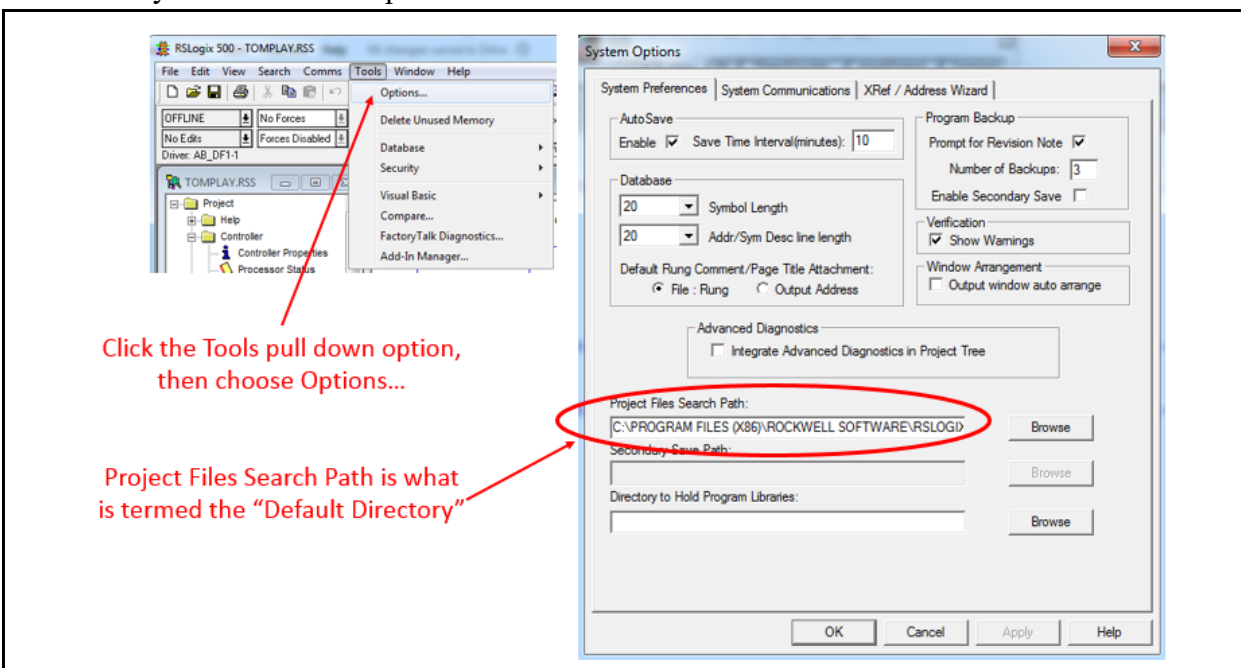 RSLogix 500 - TOMPLAY.RSS
File Edit View Search Comms Tools Window Help
Options...
OFFLINE No Forces
Delete Unused Memory
No Edits Forces Disabled
Driver: AB_DF1-1
Database
Security
TOMPLAY.RSS
Visual Basic
Project
Help
Compare...
Controller
FactoryTalk Diagnostics...
Controller Properties
Add-In Manager...
Processor Status
Click the Tools pull down option,
then choose Options...
Project Files Search Path is what
is termed the “Default Directory”
System Options
System Preferences System Communications XRef / Address Wizard
AutoSave
Enable Save Time Interval(minutes): 10
Program Backup
Prompt for Revision Note
Number of Backups: 3
Enable Secondary Save
Database
20 Symbol Length
20 Addr/Sym Desc line length
Default Rung Comment/Page Title Attachment:
File : Rung Output Address
Verification
Show Warnings
Window Arrangement
Output window auto arrange
Advanced Diagnostics
Integrate Advanced Diagnostics in Project Tree
Project Files Search Path:
C:\PROGRAM FILES (X86)\ROCKWELL SOFTWARE\RSLOGIX Browse
Secondary Save Path:
Browse
Directory to Hold Program Libraries:
Browse
OK Cancel Apply Help